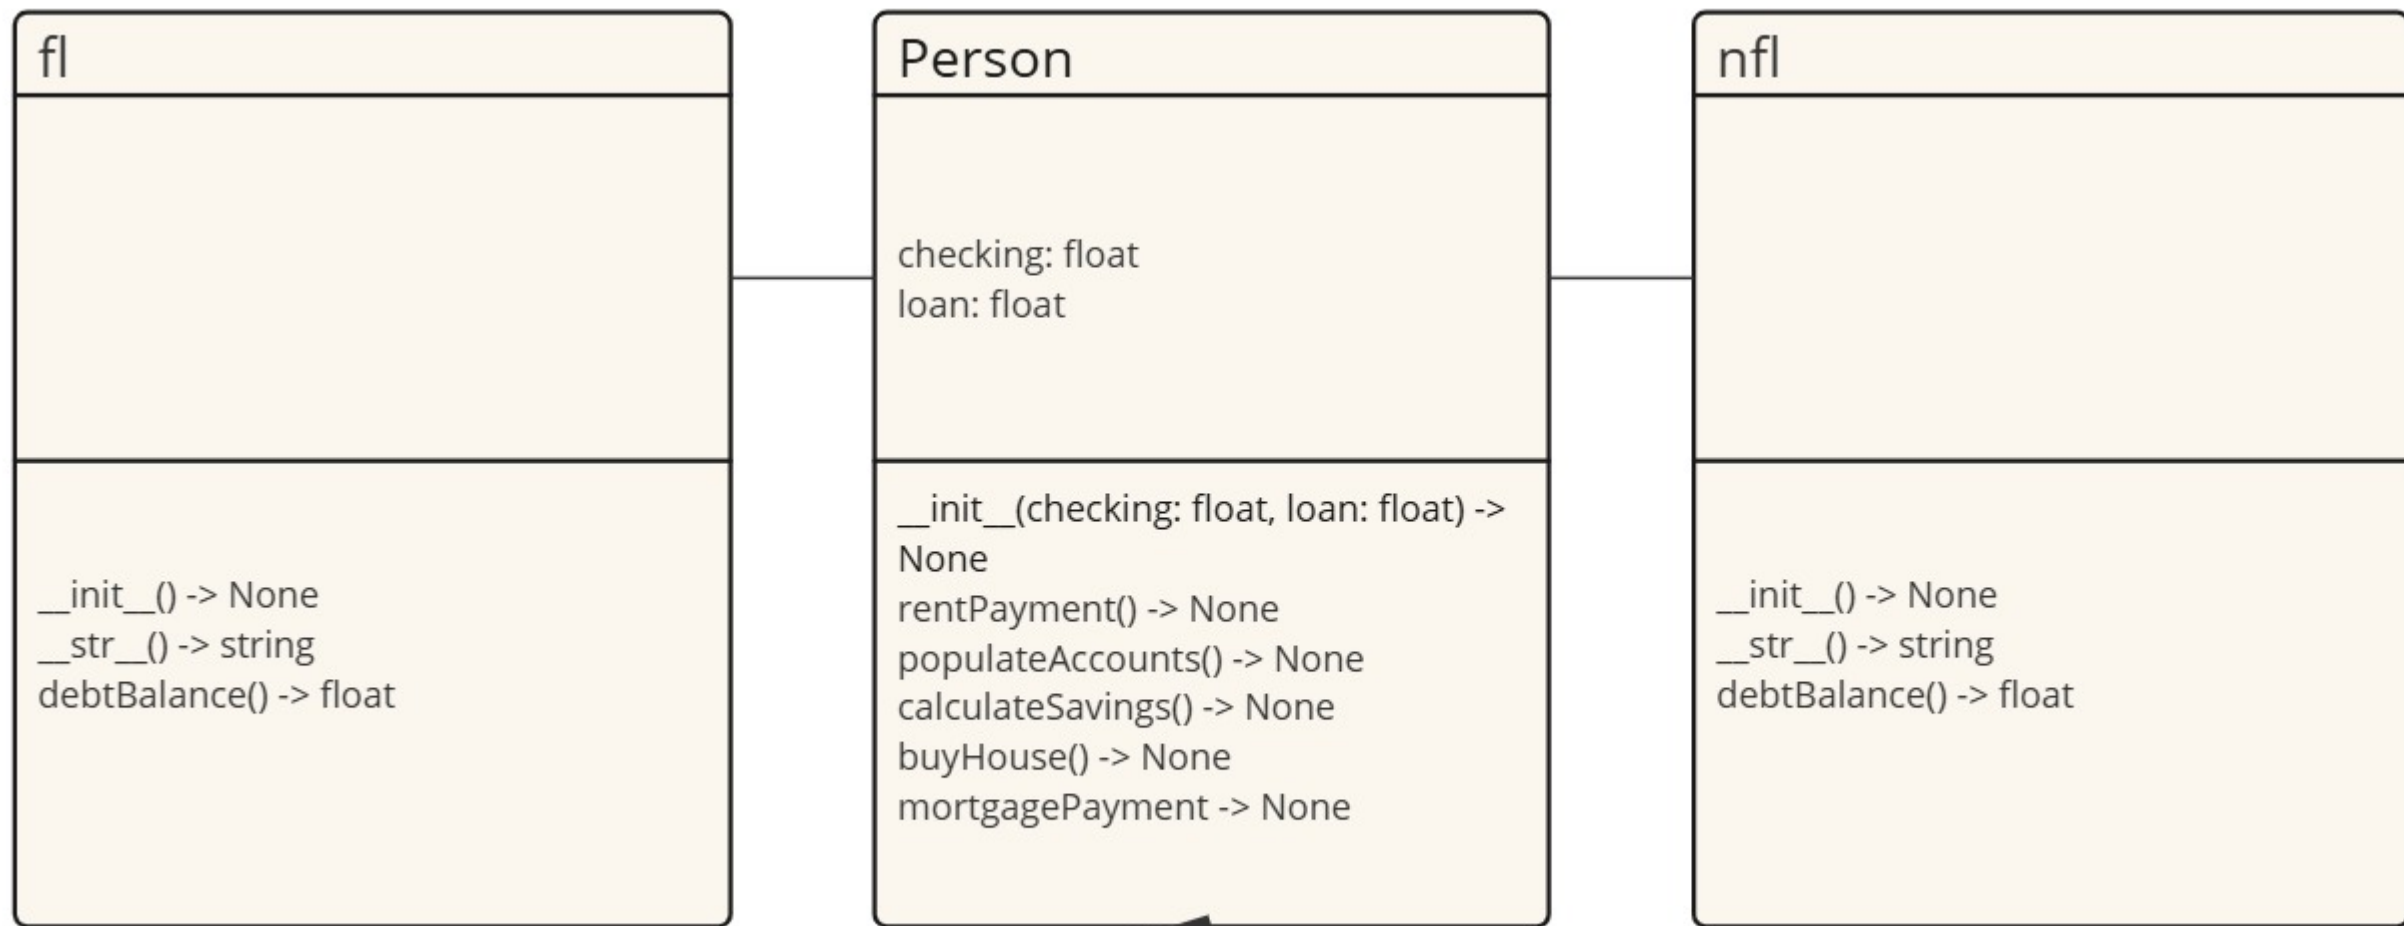 fl
__init__() -> None
__str__() -> string
debtBalance() -> float
Person
checking: float
loan: float
__init__(checking: float, loan: float) ->
None
rentPayment() -> None
populateAccounts() -> None
calculateSavings() -> None
buyHouse() -> None
mortgagePayment -> None
nfl
__init__() -> None
__str__() -> string
debtBalance() -> float